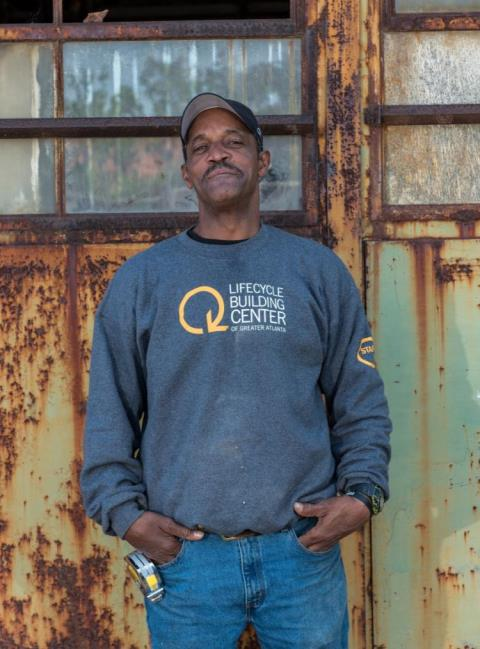 LIFECYCLE
BUILDING
CENTER
OF GREATER ATLANTA